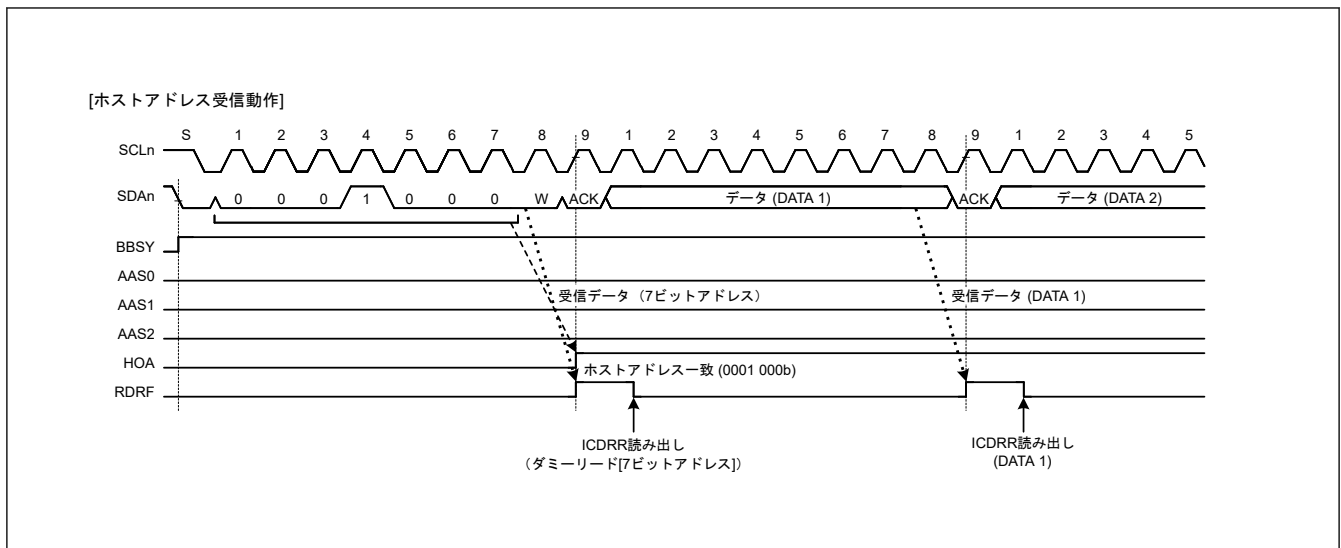 [ホストアドレス受信動作]
S 1 2 3 4 5 6 7 8 9 1 2 3 4 5 6 7 8 9 1 2 3 4 5
SCLn
SDAn 0 0 0 1 0 0 0 W ACK データ (DATA 1) ACK データ (DATA 2)
BBSY
AAS0
受信データ（7ビットアドレス） 受信データ (DATA 1)
AAS1
AAS2
HOA
ホストアドレス一致 (0001 000b)
RDRF
ICDRR読み出し
（ダミーリード[7ビットアドレス]）
ICDRR読み出し
(DATA 1)